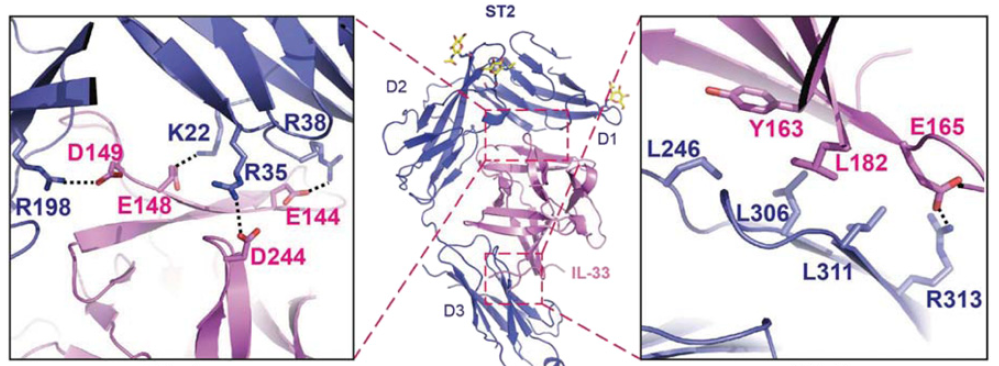 K22
R38
D149
R35
R198
E148
E144
D244
ST2
D2
D1
IL-33
D3
Y163
E165
L246
L182
L306
L311
R313